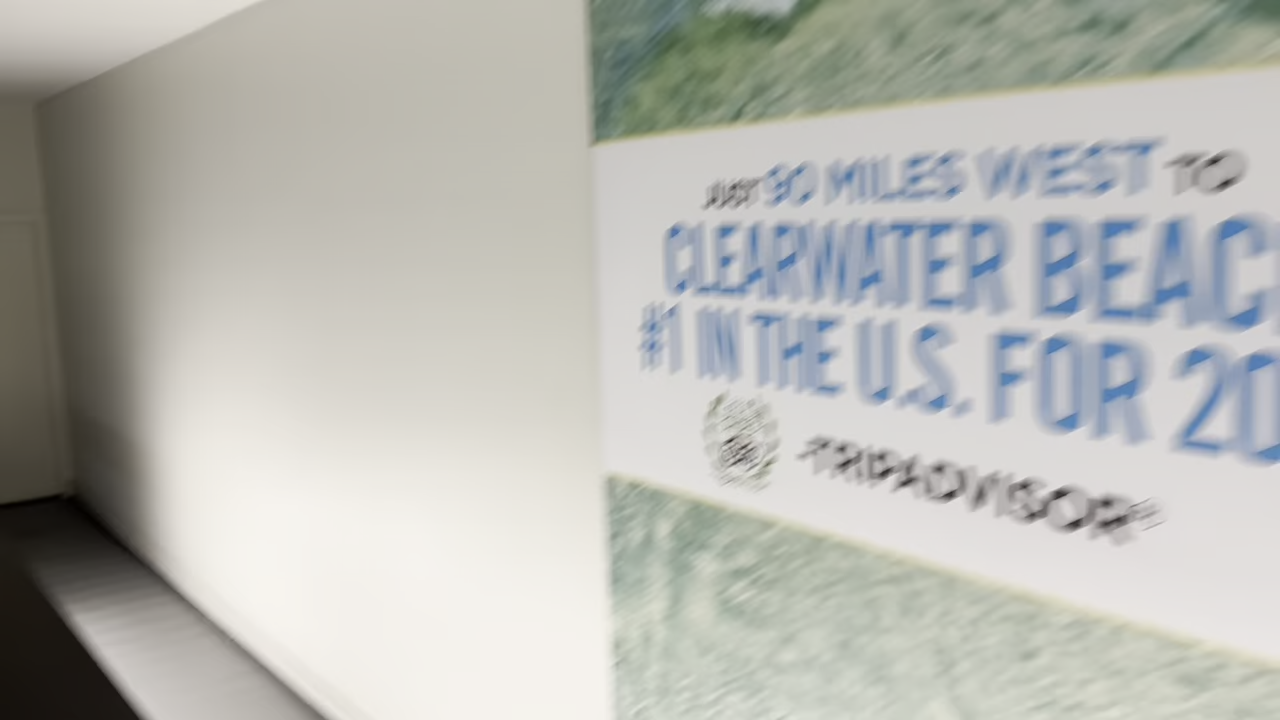 JUST 90 MILES WEST TO
CLEARWATER BEAC
#1 IN THE U.S. FOR 20
-TRIPADVISOR®